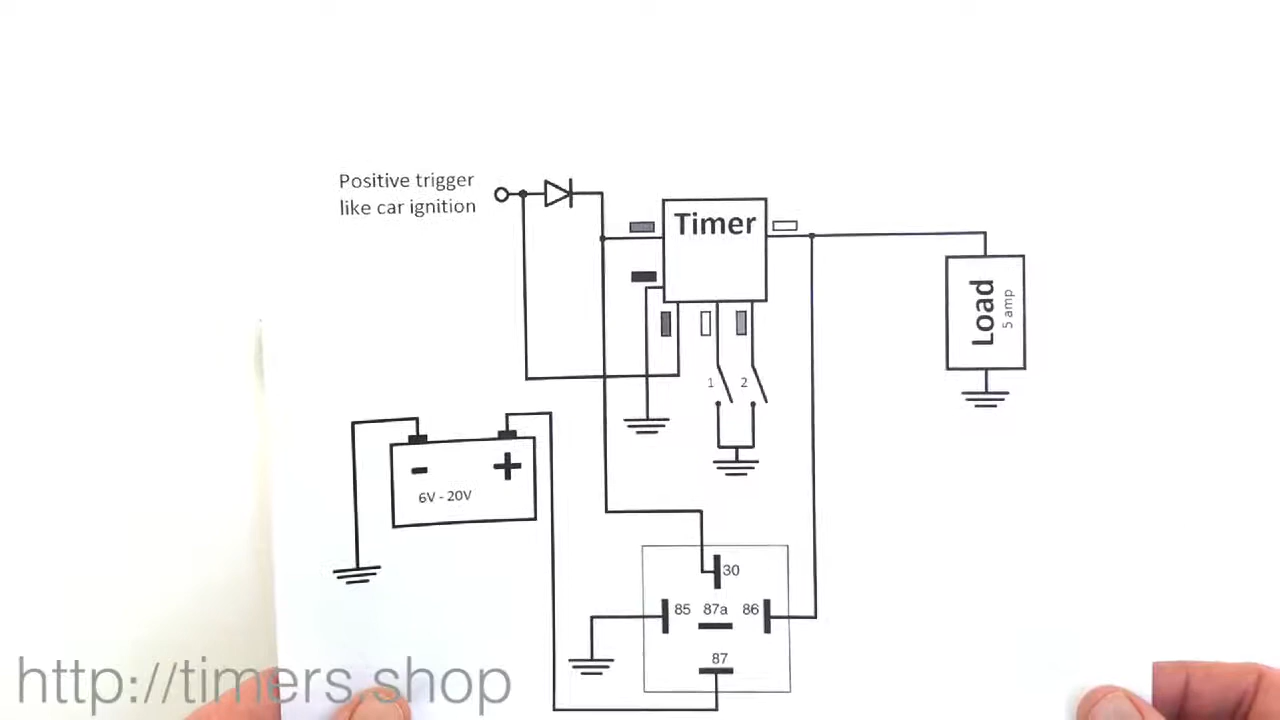 Positive trigger
like car ignition
Timer
Load
5 amp
1
2
-
+
6V - 20V
30
85
87a
86
87
http://timers.shop